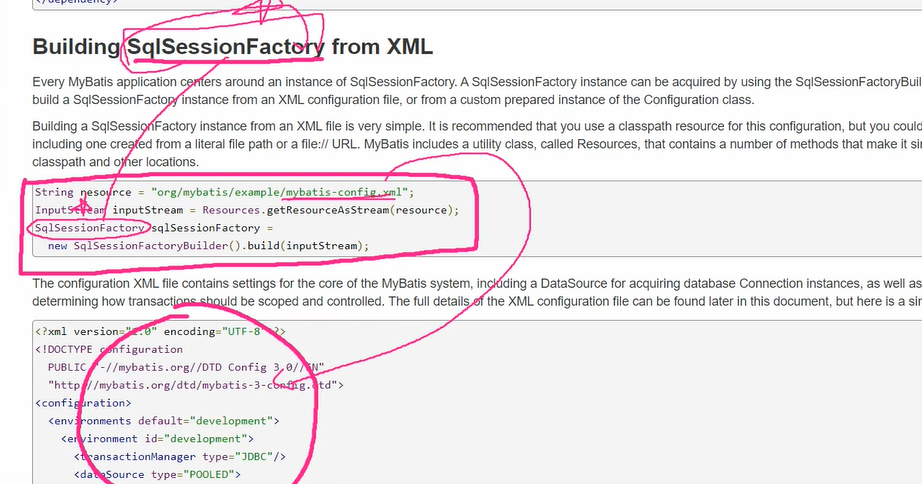 </dependency>
Building SqlSessionFactory from XML
Every MyBatis application centers around an instance of SqlSessionFactory. A SqlSessionFactory instance can be acquired by using the SqlSessionFactoryBuil
build a SqlSessionFactory instance from an XML configuration file, or from a custom prepared instance of the Configuration class.
Building a SqlSessionFactory instance from an XML file is very simple. It is recommended that you use a classpath resource for this configuration, but you could
including one created from a literal file path or a file:// URL. MyBatis includes a utility class, called Resources, that contains a number of methods that make it sim
classpath and other locations.
String resource = "org/mybatis/example/mybatis-config.xml";
InputStream inputStream = Resources.getResourceAsStream(resource);
SqlSessionFactory sqlSessionFactory =
new SqlSessionFactoryBuilder().build(inputStream);
The configuration XML file contains settings for the core of the MyBatis system, including a DataSource for acquiring database Connection instances, as well as
determining how transactions should be scoped and controlled. The full details of the XML configuration file can be found later in this document, but here is a sim
<?xml version="1.0" encoding="UTF-8" ?>
<!DOCTYPE configuration
PUBLIC "-//mybatis.org//DTD Config 3.0//EN"
"http://mybatis.org/dtd/mybatis-3-config.dtd">
<configuration>
<environments default="development">
<environment id="development">
<transactionManager type="JDBC"/>
<dataSource type="POOLED">